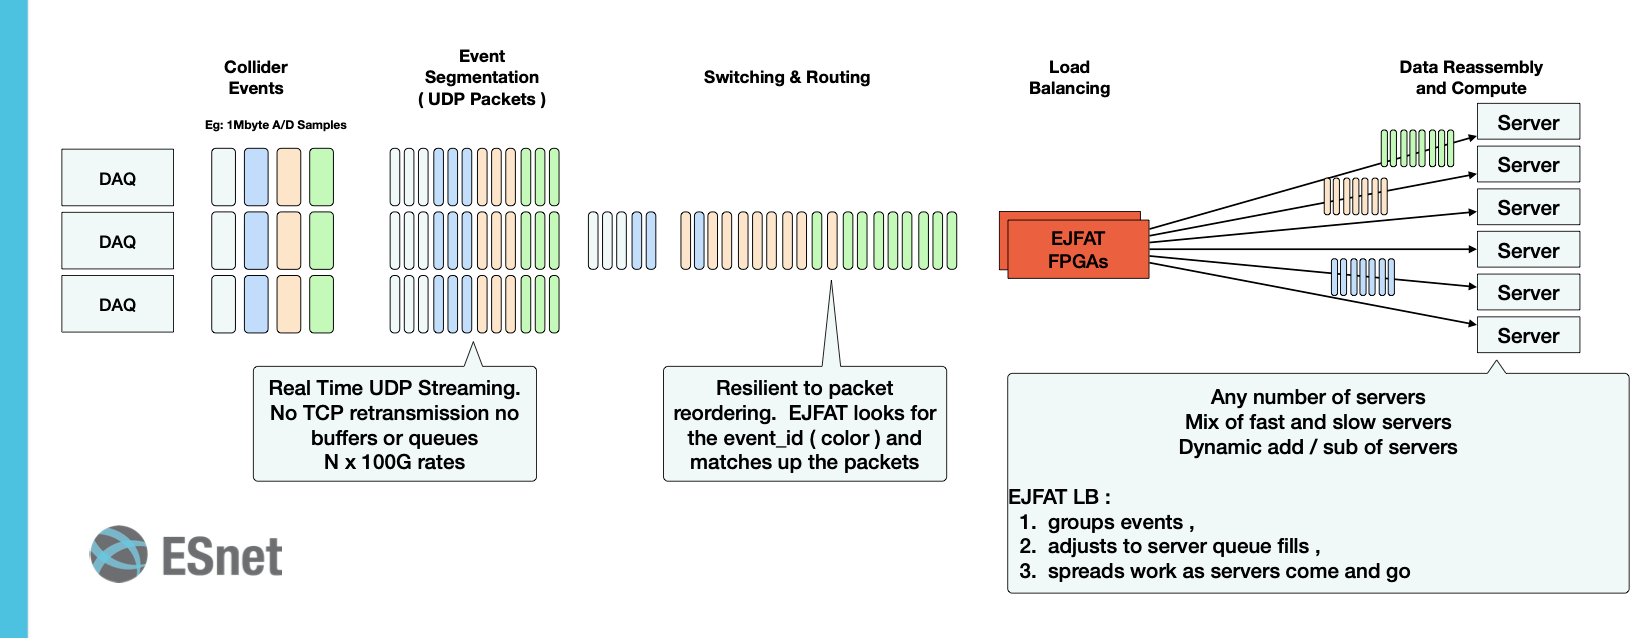 Collider
Events
Eg: 1Mbyte A/D Samples
Event
Segmentation
( UDP Packets )
Switching & Routing
Load
Balancing
Data Reassembly
and Compute
DAQ
DAQ
DAQ
EJFAT
FPGAs
Server
Server
Server
Server
Server
Server
Real Time UDP Streaming.
No TCP retransmission no
buffers or queues
N x 100G rates
Resilient to packet
reordering.  EJFAT looks for
the event_id ( color ) and
matches up the packets
Any number of servers
Mix of fast and slow servers
Dynamic add / sub of servers
EJFAT LB :
1. groups events ,
2. adjusts to server queue fills ,
3. spreads work as servers come and go
ESnet